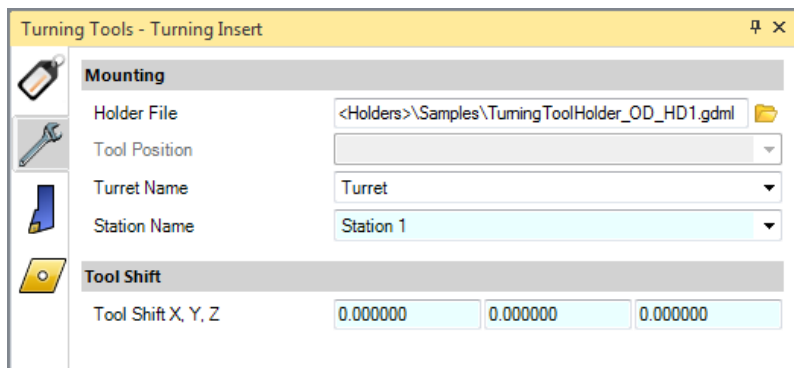 Turning Tools - Turning Insert
Mounting
Holder File <Holders>\Samples\TurningToolHolder_OD_HD1.gdml
Tool Position
Turret Name Turret
Station Name Station 1
Tool Shift
Tool Shift X, Y, Z 0.000000 0.000000 0.000000